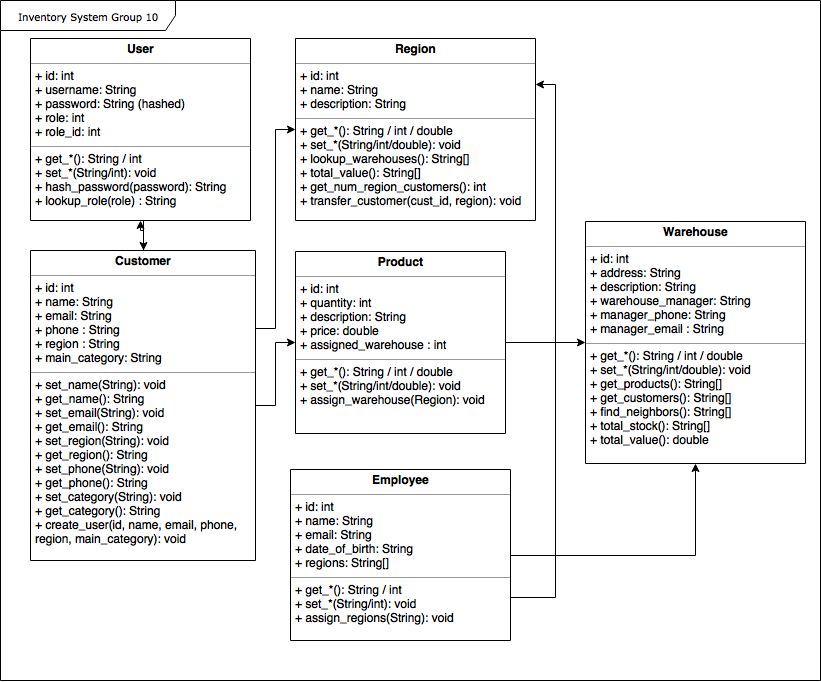 Inventory System Group 10
User
+ id: int
+ username: String
+ password: String (hashed)
+ role: int
+ role_id: int
+ get_*(): String / int
+ set_*(String/int): void
+ hash_password(password): String
+ lookup_role(role) : String
Region
+ id: int
+ name: String
+ description: String
+ get_*(): String / int / double
+ set_*(String/int/double): void
+ lookup_warehouses(): String[]
+ total_value(): String[]
+ get_num_region_customers(): int
+ transfer_customer(cust_id, region): void
Customer
+ id: int
+ name: String
+ email: String
+ phone : String
+ region : String
+ main_category: String
+ set_name(String): void
+ get_name(): String
+ set_email(String): void
+ get_email(): String
+ set_region(String): void
+ get_region(): String
+ set_phone(String): void
+ get_phone(): String
+ set_category(String): void
+ get_category(): String
+ create_user(id, name, email, phone,
region, main_category): void
Product
+ id: int
+ quantity: int
+ description: String
+ price: double
+ assigned_warehouse : int
+ get_*(): String / int / double
+ set_*(String/int/double): void
+ assign_warehouse(Region): void
Warehouse
+ id: int
+ address: String
+ description: String
+ warehouse_manager: String
+ manager_phone: String
+ manager_email : String
+ get_*(): String / int / double
+ set_*(String/int/double): void
+ get_products(): String[]
+ get_customers(): String[]
+ find_neighbors(): String[]
+ total_stock(): String[]
+ total_value(): double
Employee
+ id: int
+ name: String
+ email: String
+ date_of_birth: String
+ regions: String[]
+ get_*(): String / int
+ set_*(String/int): void
+ assign_regions(String): void